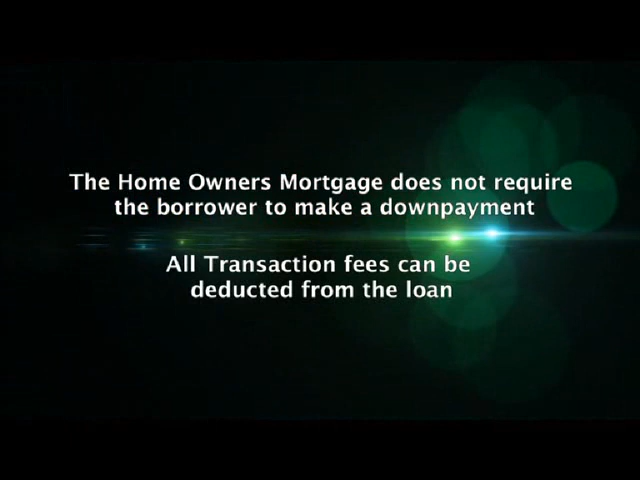 The Home Owners Mortgage does not require
the borrower to make a downpayment
All Transaction fees can be
deducted from the loan